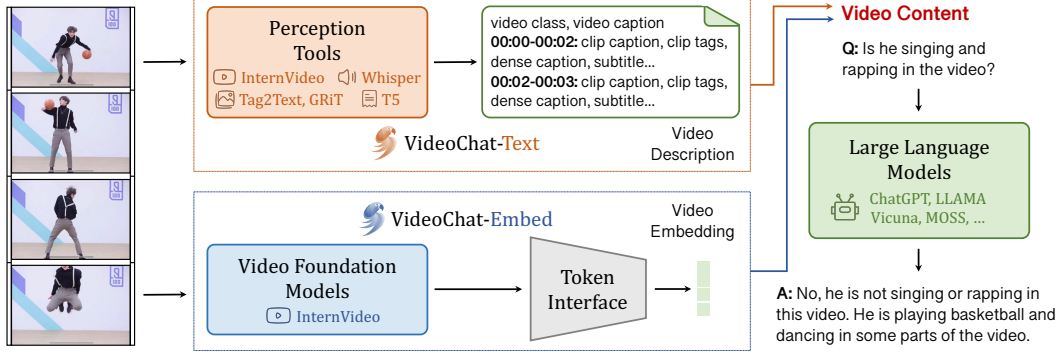 Perception
Tools
InternVideo
Whisper
Tag2Text, GRiT
T5
video class, video caption
00:00-00:02: clip caption, clip tags,
dense caption, subtitle...
00:02-00:03: clip caption, clip tags,
dense caption, subtitle...
VideoChat-Text
Video
Description
VideoChat-Embed
Video
Embedding
Video Foundation
Models
InternVideo
Token
Interface
Video Content
Q: Is he singing and
rapping in the video?
Large Language
Models
ChatGPT, LLAMA
Vicuna, MOSS, ...
A: No, he is not singing or rapping in
this video. He is playing basketball and
dancing in some parts of the video.